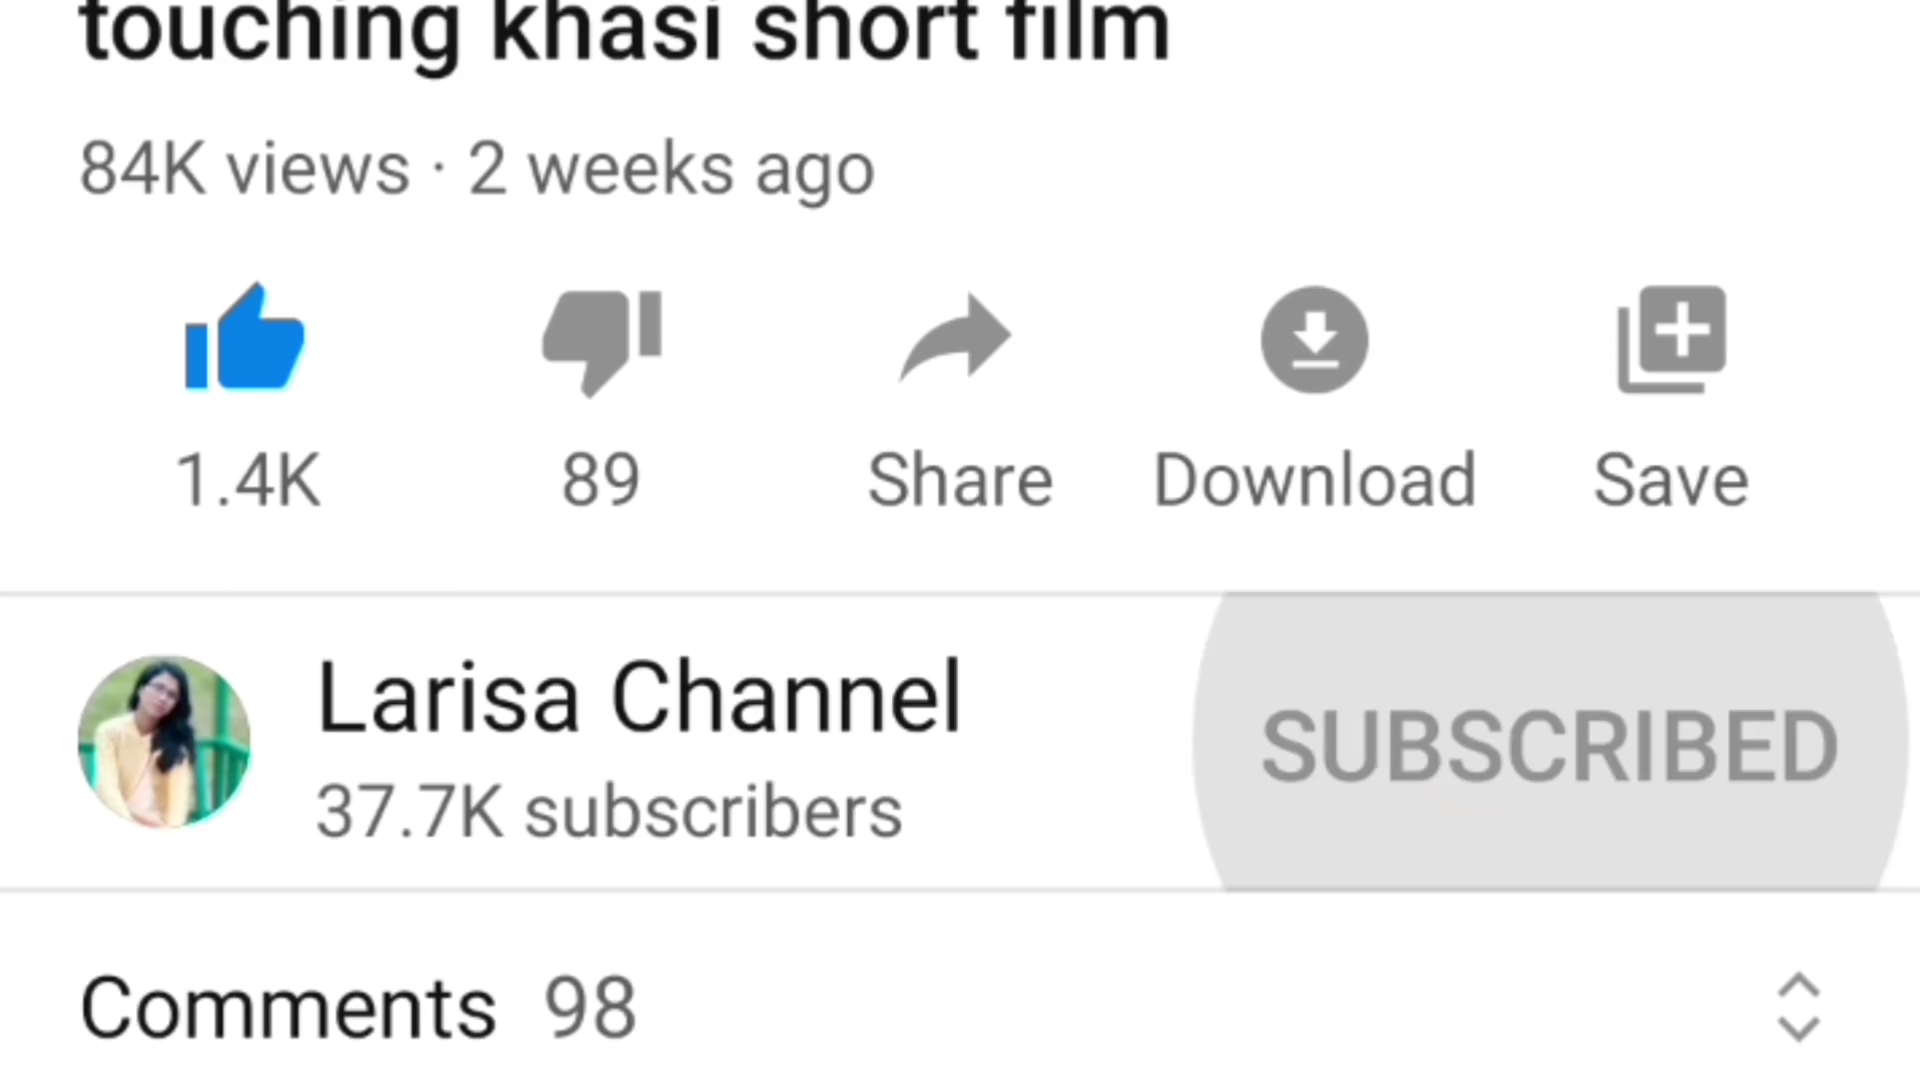 touching khasi short film
84K views · 2 weeks ago
1.4K 89 Share Download Save
Larisa Channel
SUBSCRIBED
37.7K subscribers
Comments 98